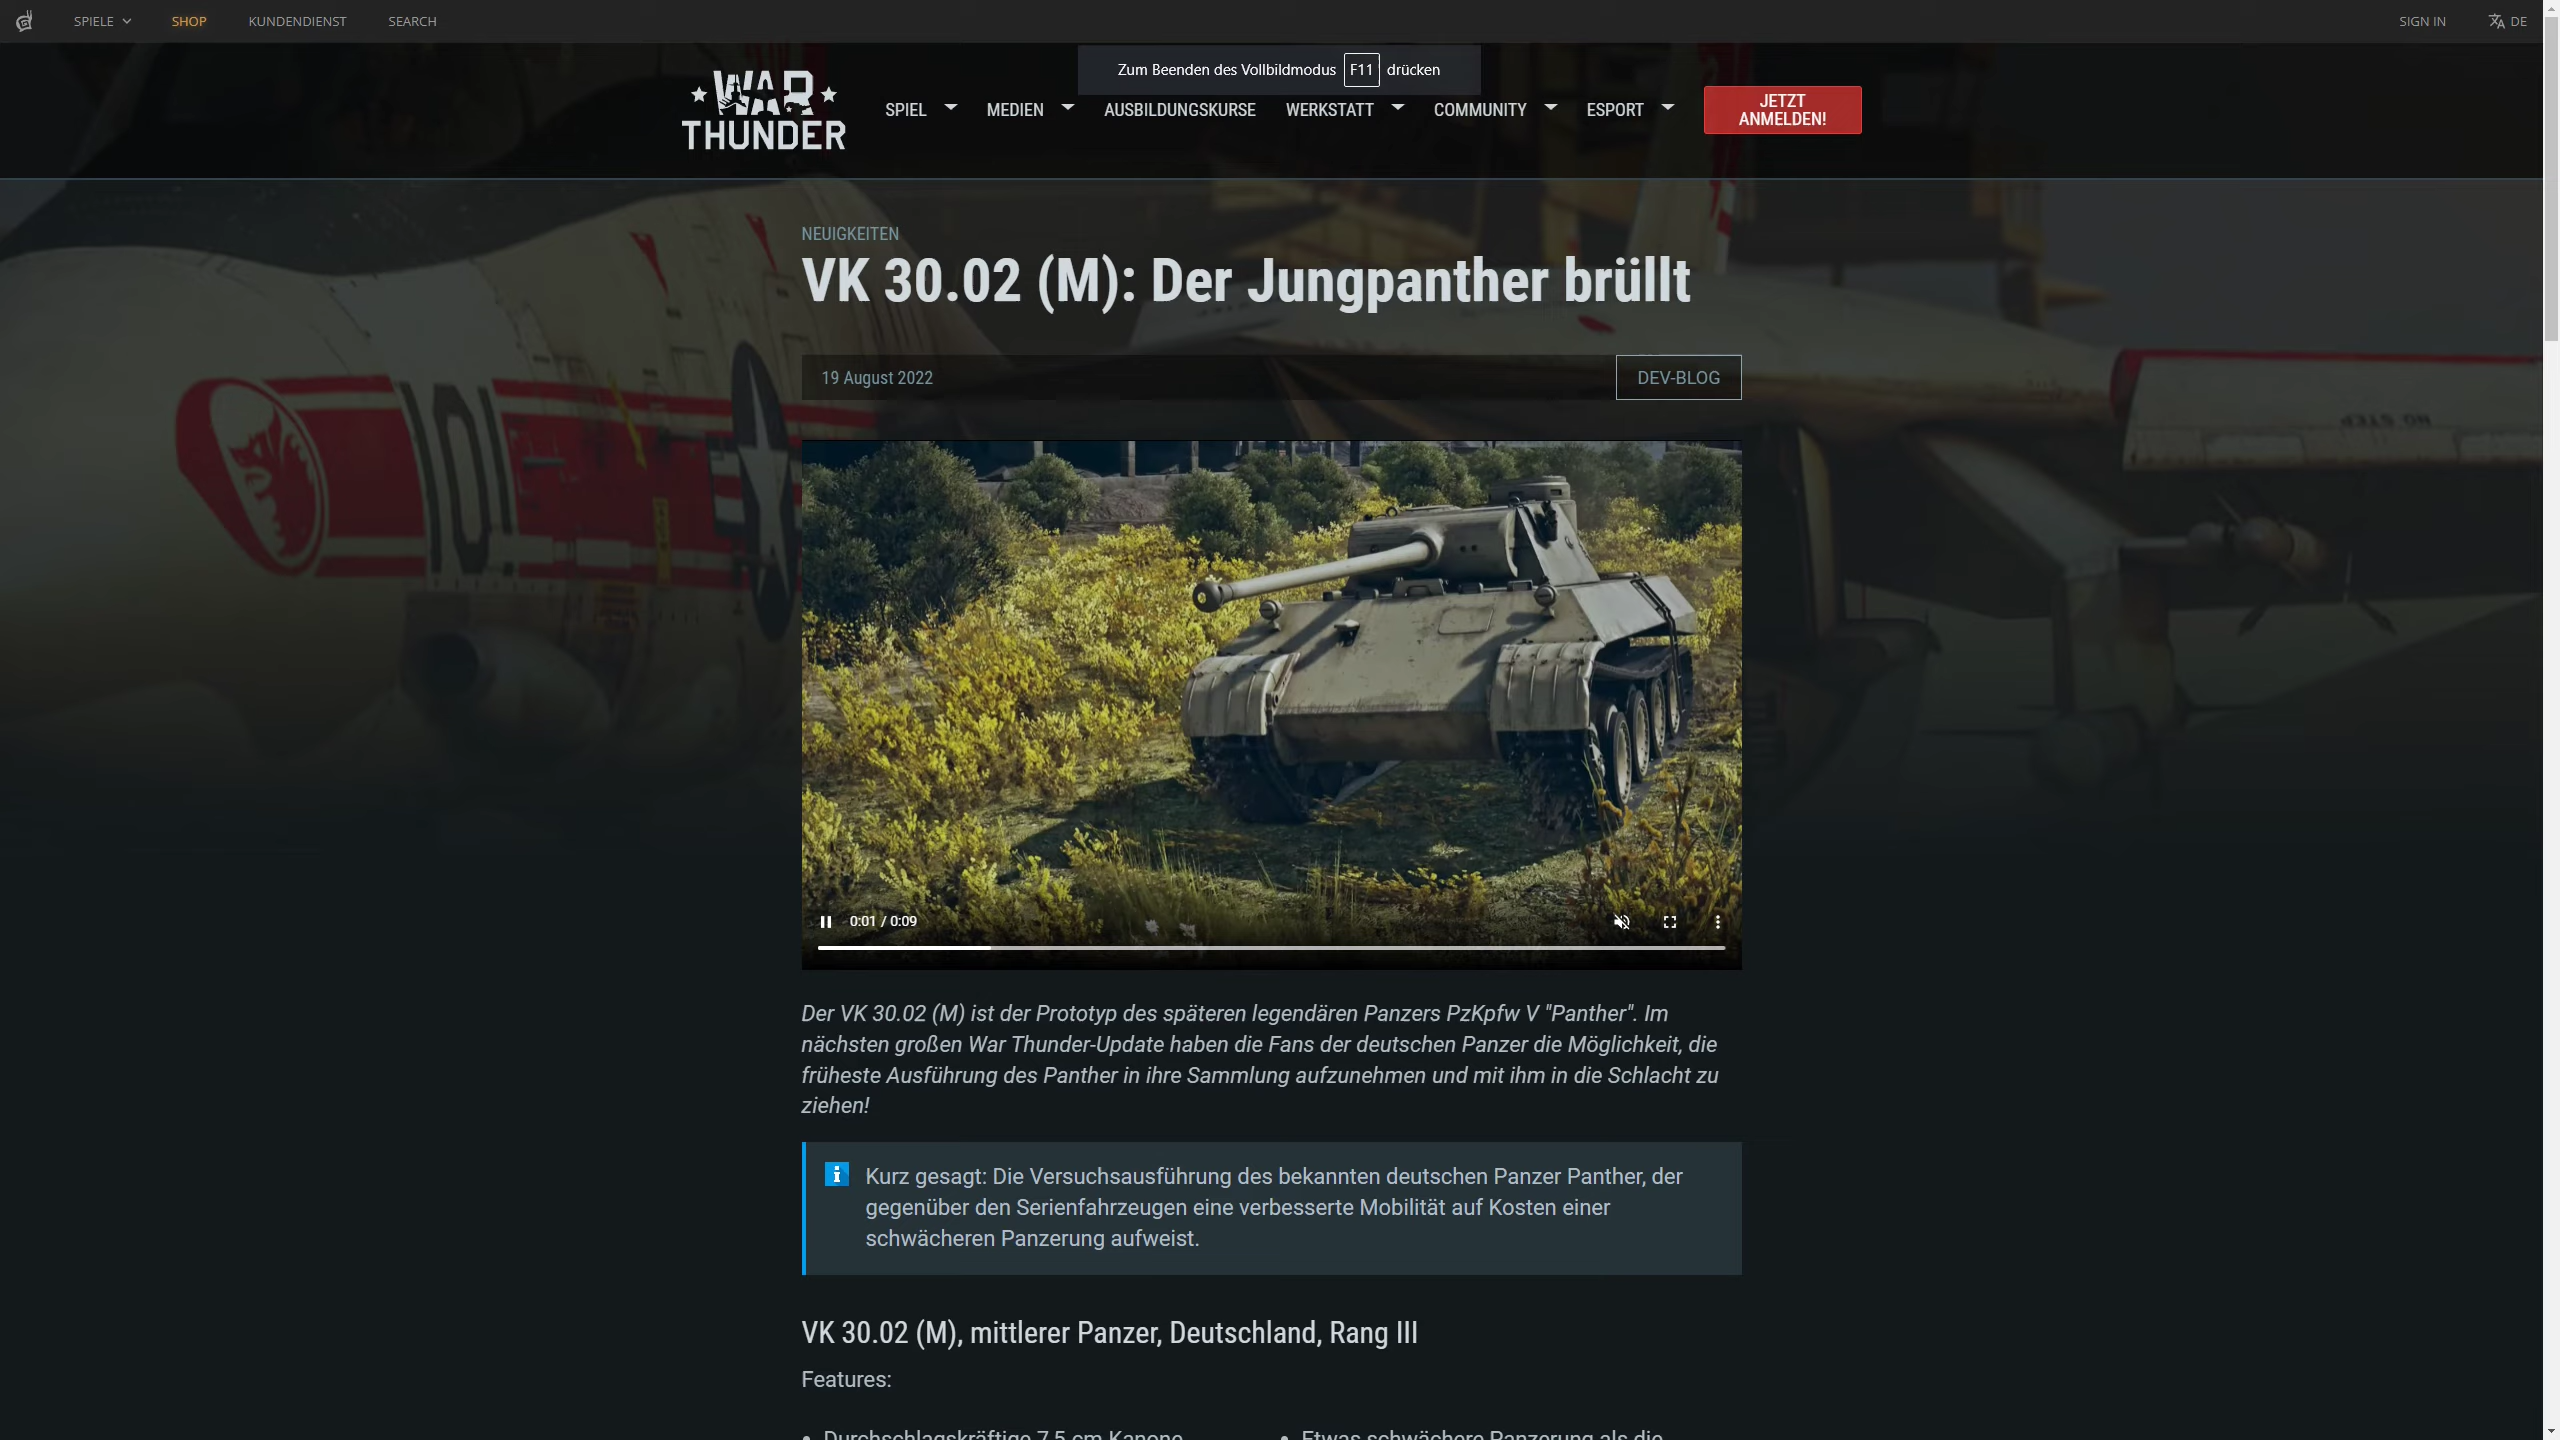 SPIELE SHOP KUNDENDIENST SEARCH SIGN IN DE
Zum Beenden des Vollbildmodus F11 drücken
WAR
THUNDER
SPIEL MEDIEN AUSBILDUNGSKURSE WERKSTATT COMMUNITY ESPORT
JETZT
ANMELDEN!
NEUIGKEITEN
VK 30.02 (M): Der Jungpanther brüllt
19 August 2022 DEV-BLOG
101
NO STEP
0:01 / 0:09
Der VK 30.02 (M) ist der Prototyp des späteren legendären Panzers PzKpfw V "Panther". Im
nächsten großen War Thunder-Update haben die Fans der deutschen Panzer die Möglichkeit, die
früheste Ausführung des Panther in ihre Sammlung aufzunehmen und mit ihm in die Schlacht zu
ziehen!
Kurz gesagt: Die Versuchsausführung des bekannten deutschen Panzer Panther, der
gegenüber den Serienfahrzeugen eine verbesserte Mobilität auf Kosten einer
schwächeren Panzerung aufweist.
VK 30.02 (M), mittlerer Panzer, Deutschland, Rang III
Features:
• Durchschlagskräftige 7,5 cm Kanone • Etwas schwächere Panzerung als die